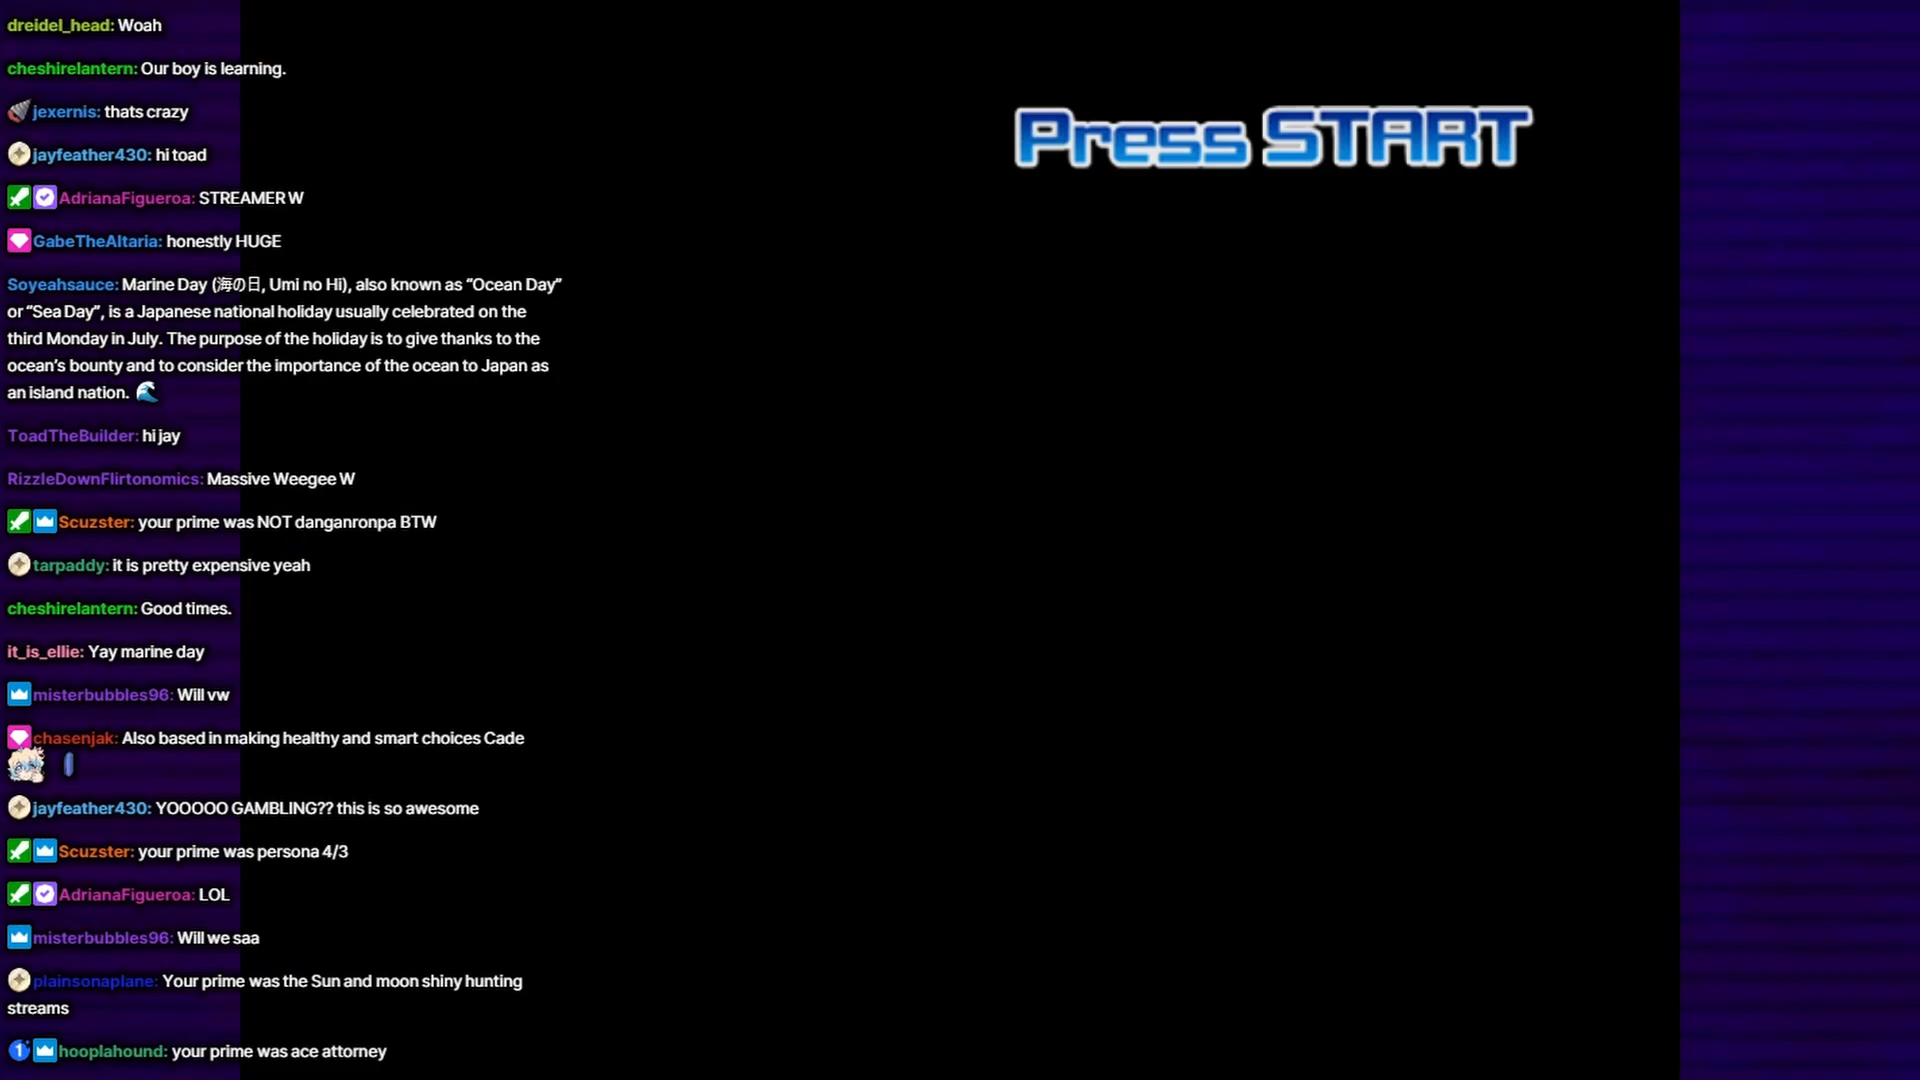 dreidel_head: Woah
cheshirelantern: Our boy is learning.
jexernis: thats crazy
jayfeather430: hi toad
AdrianaFigueroa: STREAMER W
GabeTheAltaria: honestly HUGE
Soyeahsauce: Marine Day (海の日, Umi no Hi), also known as “Ocean Day”
or “Sea Day”, is a Japanese national holiday usually celebrated on the
third Monday in July. The purpose of the holiday is to give thanks to the
ocean’s bounty and to consider the importance of the ocean to Japan as
an island nation. 🌊
ToadTheBuilder: hi jay
RizzleDownFlirtonomics: Massive Weegee W
Scuzster: your prime was NOT danganronpa BTW
tarpaddy: it is pretty expensive yeah
cheshirelantern: Good times.
it_is_ellie: Yay marine day
misterbubbles96: Will vw
chasenjak: Also based in making healthy and smart choices Cade
jayfeather430: YOOOOO GAMBLING?? this is so awesome
Scuzster: your prime was persona 4/3
AdrianaFigueroa: LOL
misterbubbles96: Will we saa
plainsonaplane: Your prime was the Sun and moon shiny hunting
streams
hooplahound: your prime was ace attorney
Press START